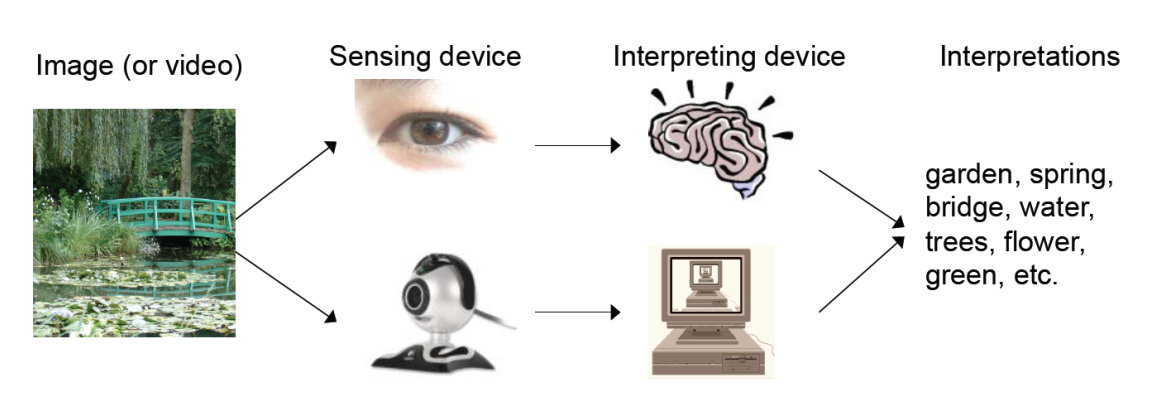 Image (or video)
Sensing device
Interpreting device
Interpretations
garden, spring,
bridge, water,
trees, flower,
green, etc.